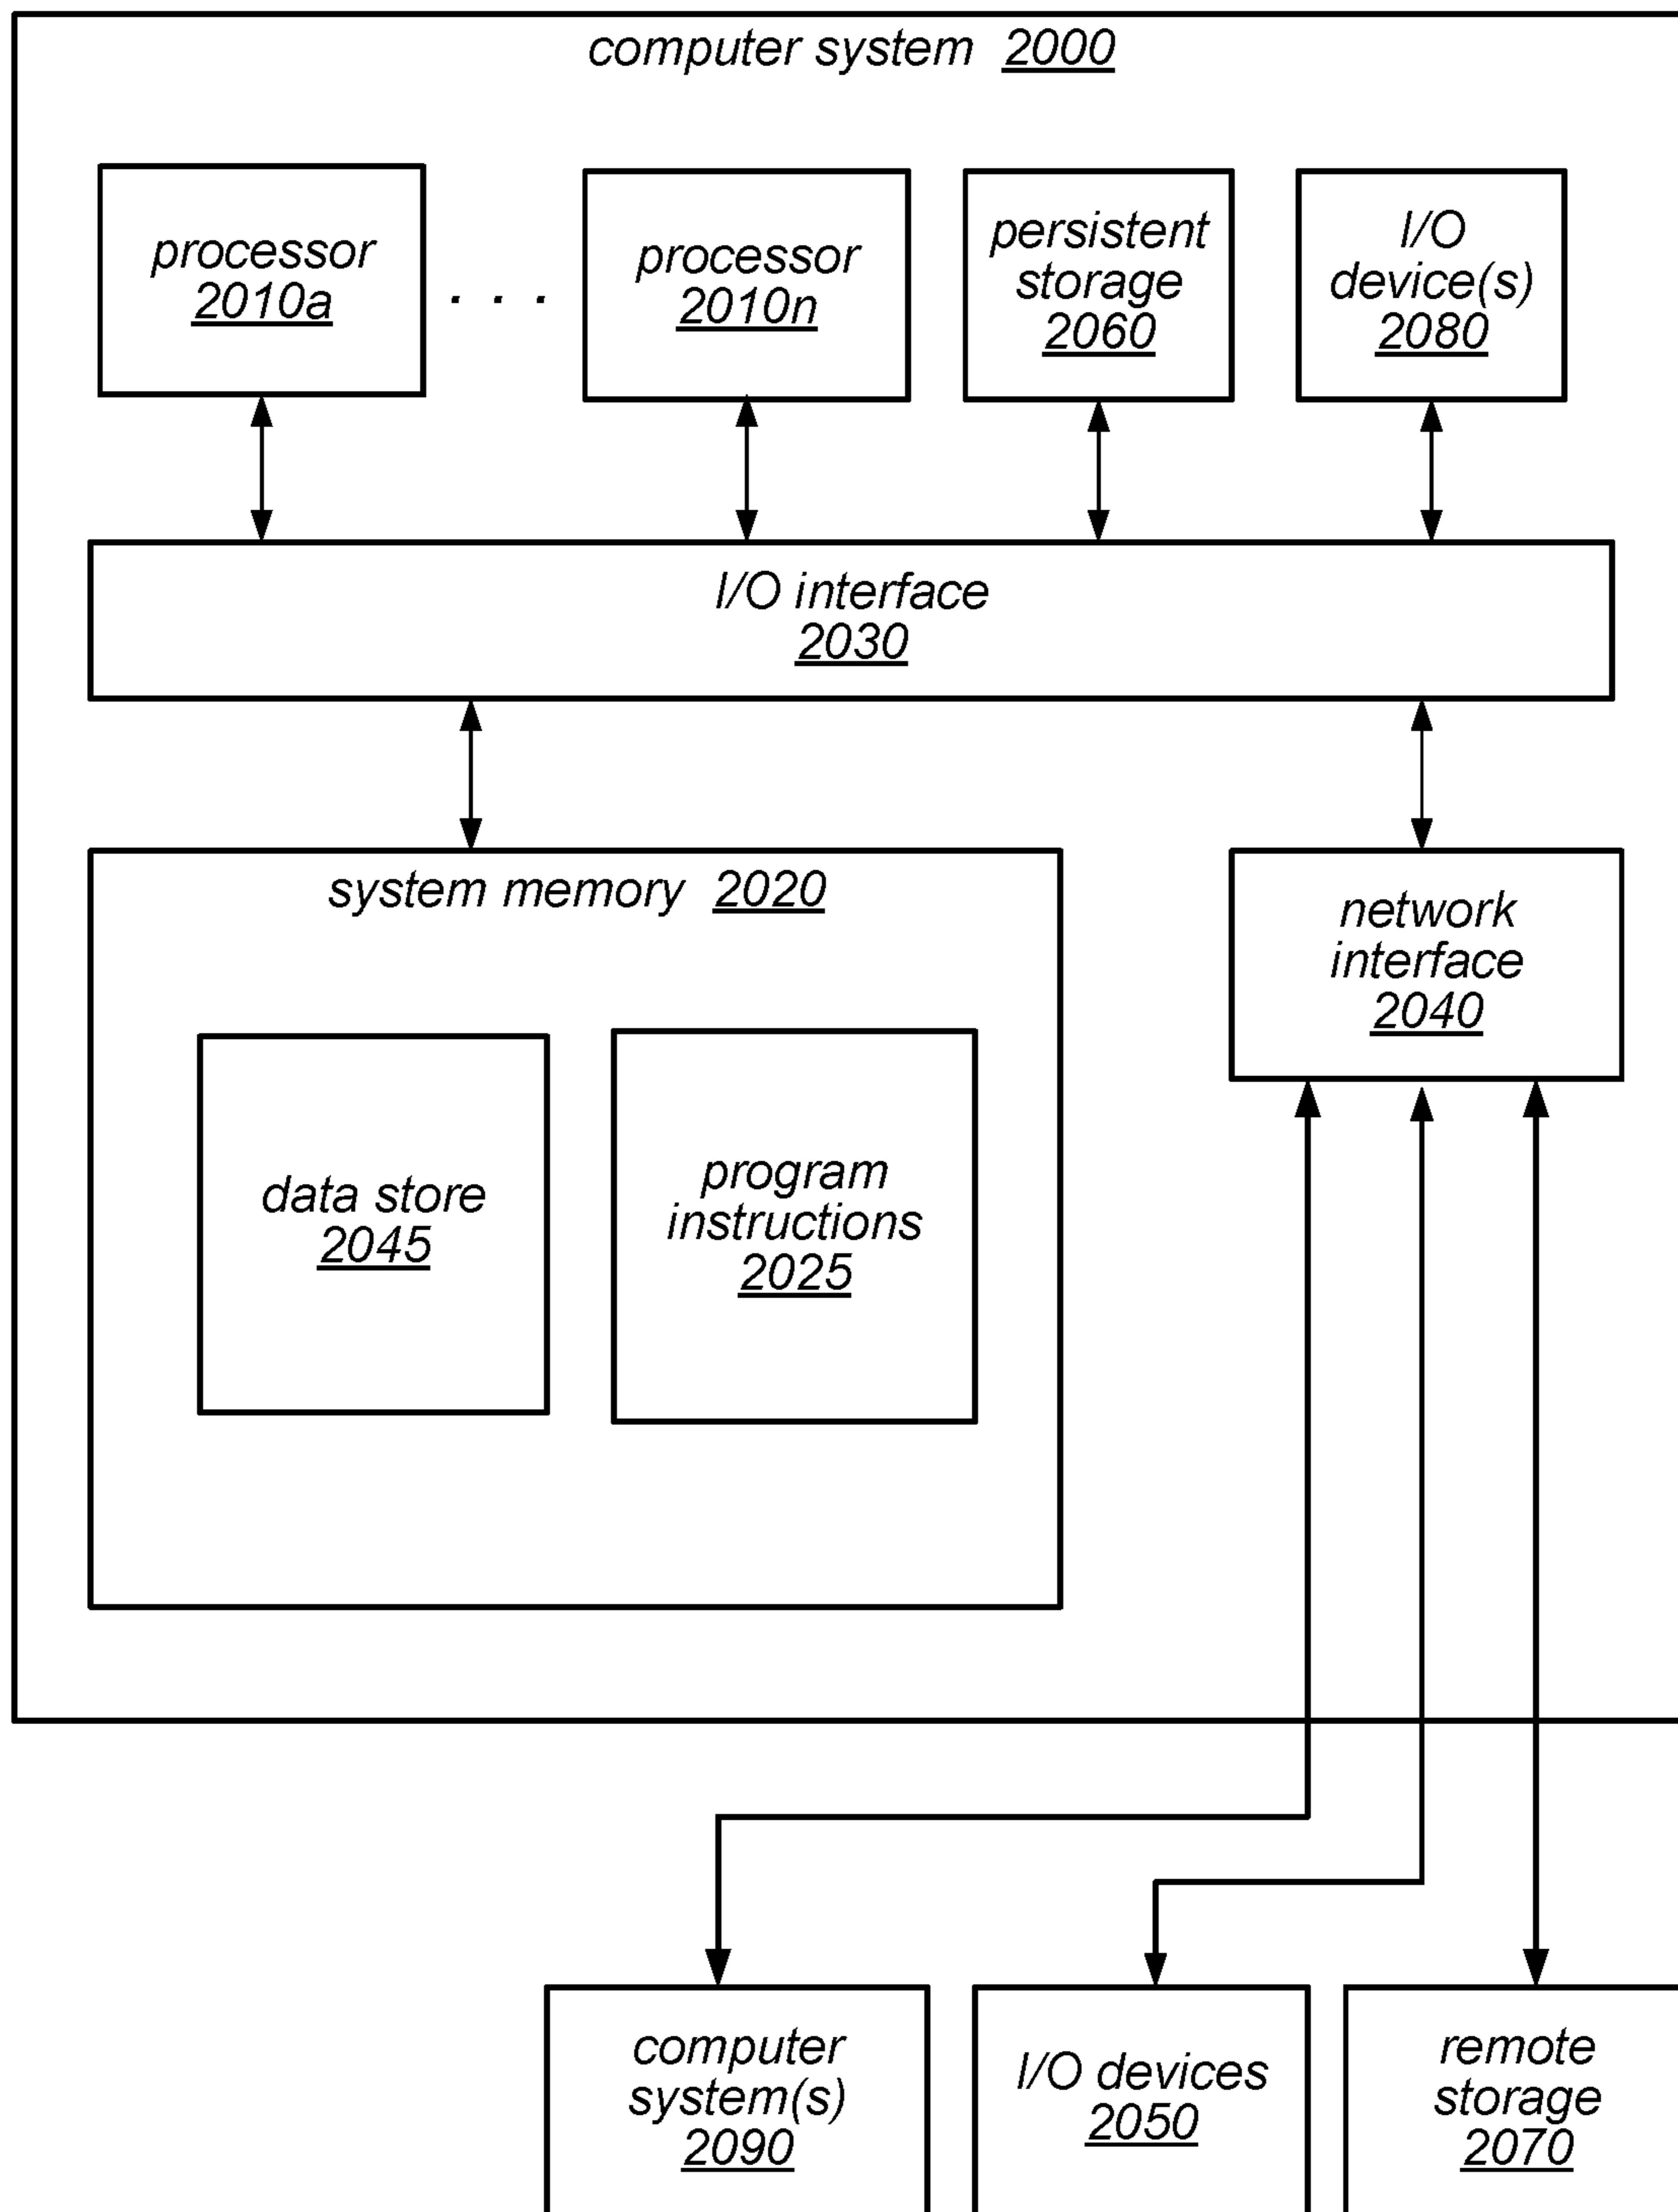 computer system 2000
processor
2010a
. . .
processor
2010n
persistent
storage
2060
I/O
device(s)
2080
I/O interface
2030
system memory 2020
data store
2045
program
instructions
2025
network
interface
2040
computer
system(s)
2090
I/O devices
2050
remote
storage
2070